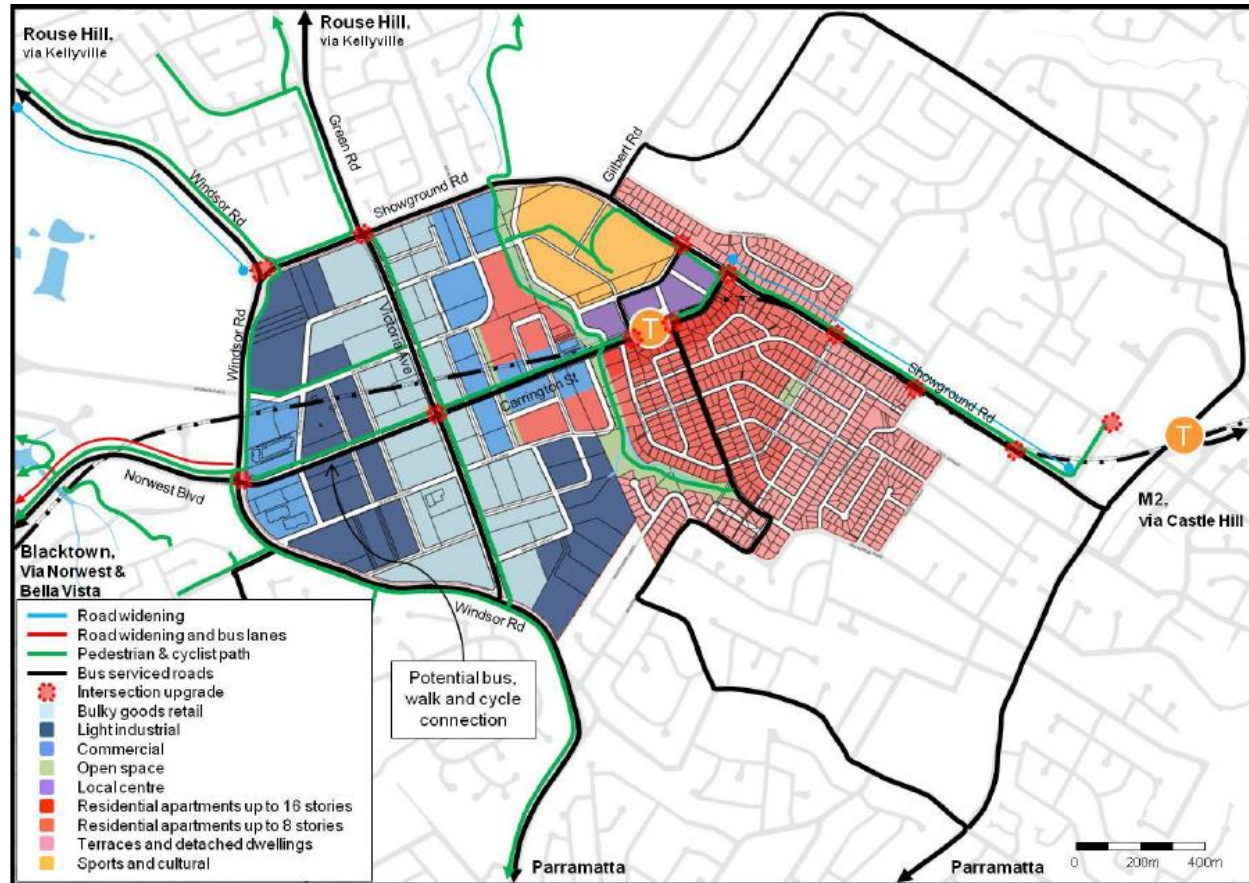 Rouse Hill,
via Kellyville
Rouse Hill,
via Kellyville
Green Rd
Gilbert Rd
Windsor Rd
Showground Rd
Windsor Rd
Victoria Ave
T
Carrington St
Showground Rd
T
Norwest Blvd
M2,
via Castle Hill
Blacktown,
Via Norwest &
Bella Vista
Windsor Rd
Road widening
Road widening and bus lanes
Pedestrian & cyclist path
Bus serviced roads
Intersection upgrade
Bulky goods retail
Light industrial
Commercial
Open space
Local centre
Residential apartments up to 16 stories
Residential apartments up to 8 stories
Terraces and detached dwellings
Sports and cultural
Potential bus,
walk and cycle
connection
Parramatta
Parramatta
0 200m 400m